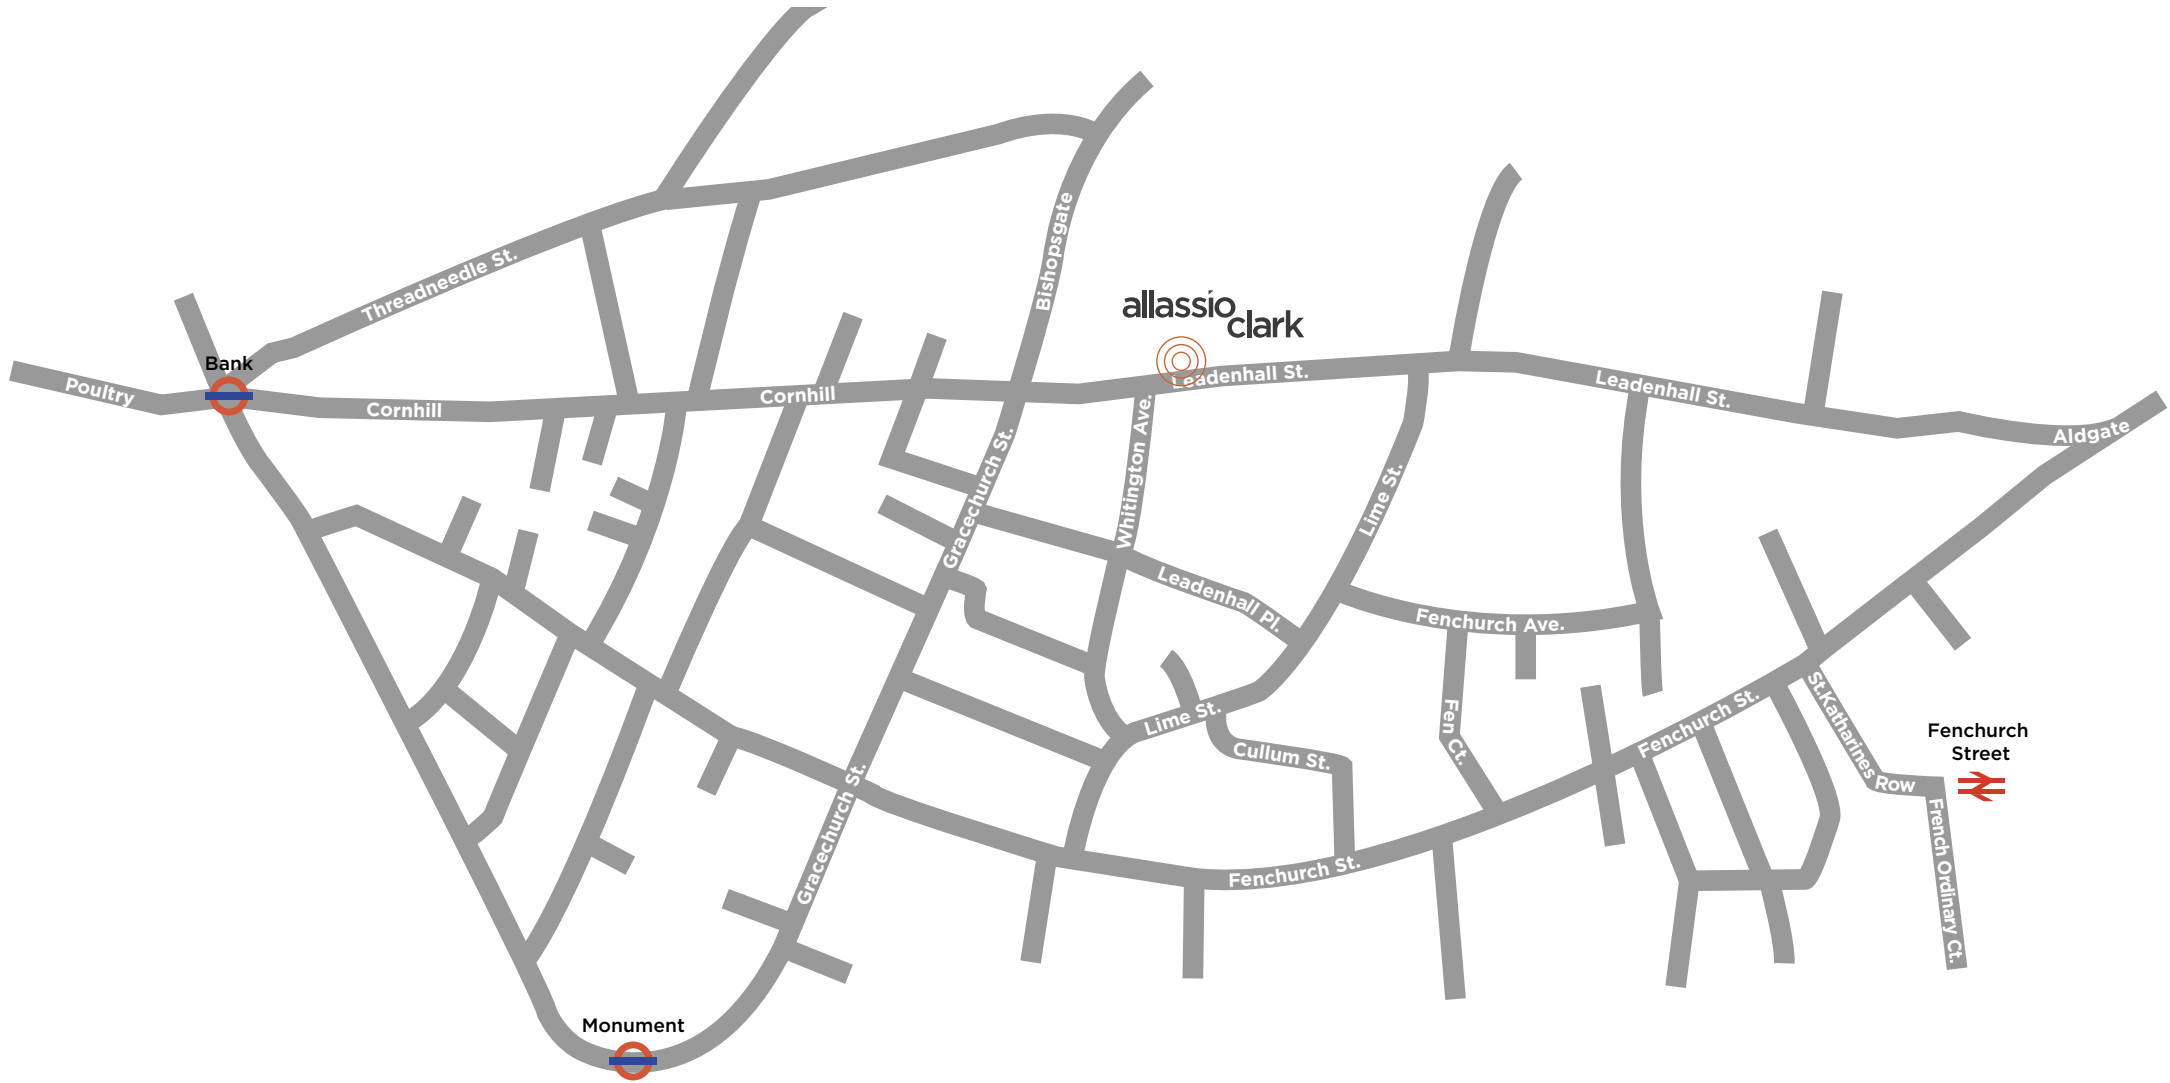 Bishopsgate
Threadneedle St.
allassio
clark
Bank
Poultry
Cornhill
Cornhill
Leadenhall St.
Leadenhall St.
Aldgate
Gracechurch St.
Whitington Ave.
Lime St.
Leadenhall Pl.
Fenchurch Ave.
Lime St.
Cullum St.
Fen Ct.
Fenchurch St.
St.Katharines
Row
Fenchurch
Street
French Ordinary Ct.
Gracechurch St.
Fenchurch St.
Monument